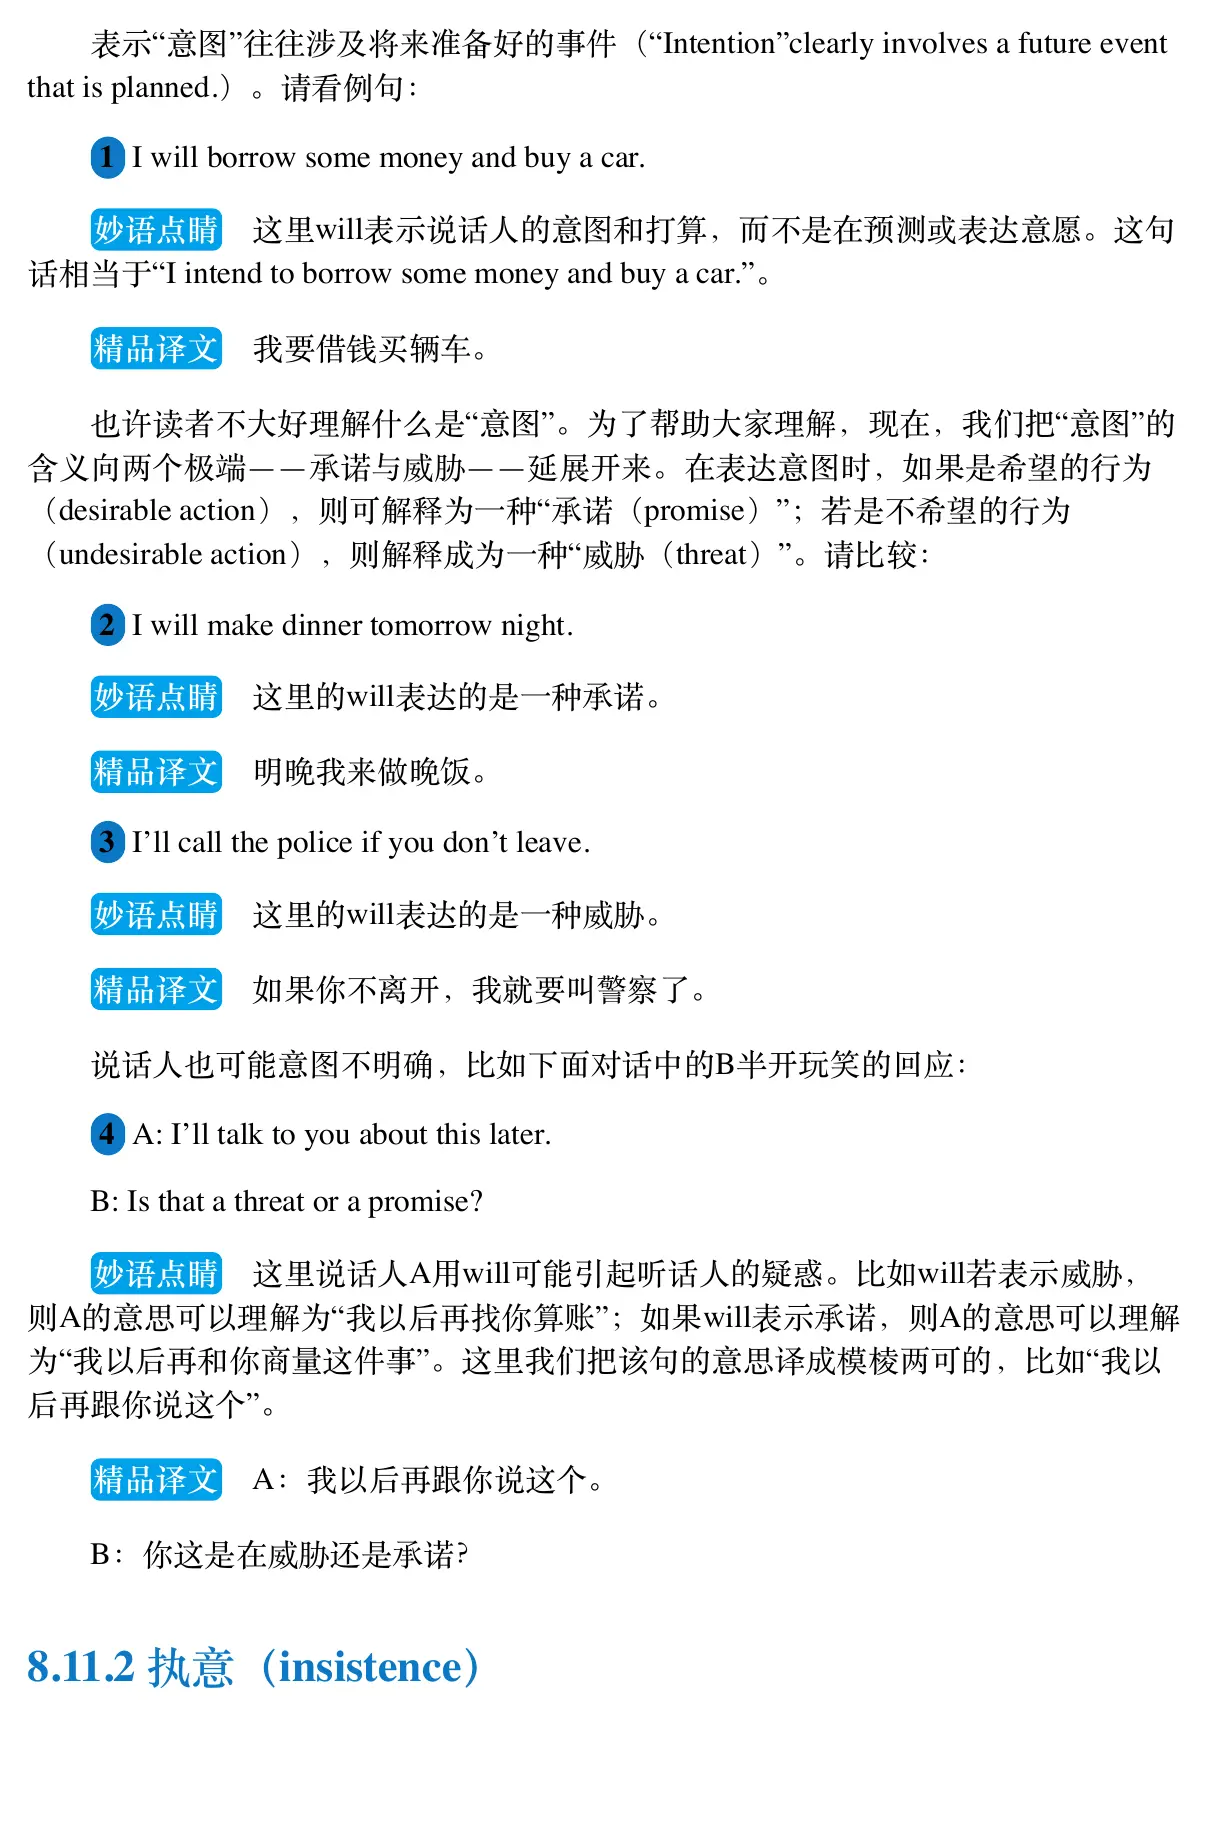 表示“意图”往往涉及将来准备好的事件（“Intention”clearly involves a future event
that is planned.）。请看例句：
1 I will borrow some money and buy a car.
妙语点睛 这里will表示说话人的意图和打算，而不是在预测或表达意愿。这句
话相当于“I intend to borrow some money and buy a car.”。
精品译文 我要借钱买辆车。
也许读者不大好理解什么是“意图”。为了帮助大家理解，现在，我们把“意图”的
含义向两个极端——承诺与威胁——延展开来。在表达意图时，如果是希望的行为
（desirable action），则可解释为一种“承诺（promise）”；若是不希望的行为
（undesirable action），则解释成为一种“威胁（threat）”。请比较：
2 I will make dinner tomorrow night.
妙语点睛 这里的will表达的是一种承诺。
精品译文 明晚我来做晚饭。
3 I’ll call the police if you don’t leave.
妙语点睛 这里的will表达的是一种威胁。
精品译文 如果你不离开，我就要叫警察了。
说话人也可能意图不明确，比如下面对话中的B半开玩笑的回应：
4 A: I’ll talk to you about this later.
B: Is that a threat or a promise?
妙语点睛 这里说话人A用will可能引起听话人的疑惑。比如will若表示威胁，
则A的意思可以理解为“我以后再找你算账”；如果will表示承诺，则A的意思可以理解
为“我以后再和你商量这件事”。这里我们把该句的意思译成模棱两可的，比如“我以
后再跟你说这个”。
精品译文 A：我以后再跟你说这个。
B：你这是在威胁还是承诺？
8.11.2 执意（insistence）